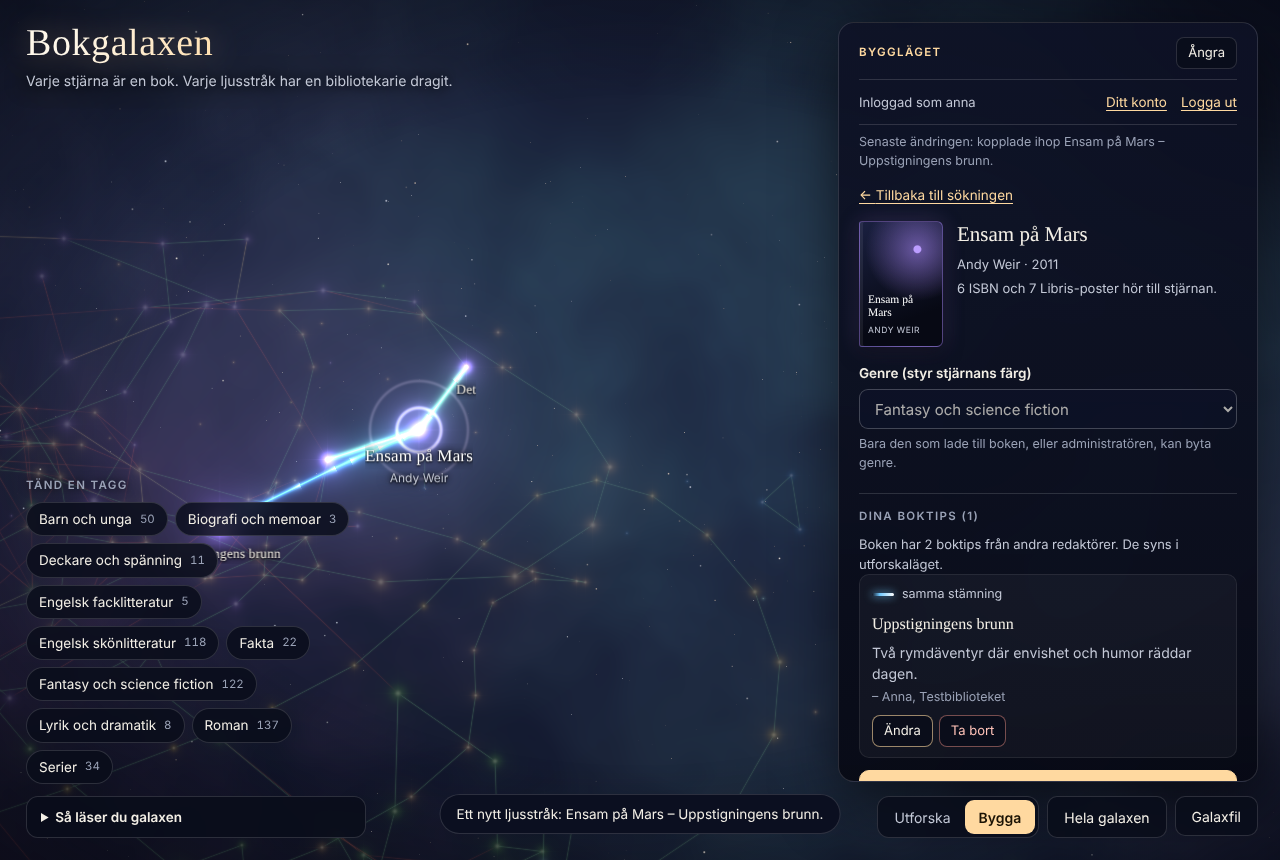 Bokgalaxen
Varje stjärna är en bok. Varje ljusstråk har en bibliotekarie dragit.
Det
Ensam på Mars
Andy Weir
ngens brunn
TÄND EN TAGG
Barn och unga 50
Biografi och memoar 3
Deckare och spänning 11
Engelsk facklitteratur 5
Engelsk skönlitteratur 118
Fakta 22
Fantasy och science fiction 122
Lyrik och dramatik 8
Roman 137
Serier 34
▶ Så läser du galaxen
Ett nytt ljusstråk: Ensam på Mars – Uppstigningens brunn.
BYGGLÄGET
Ångra
Inloggad som anna
Ditt konto
Logga ut
Senaste ändringen: kopplade ihop Ensam på Mars –
Uppstigningens brunn.
← Tillbaka till sökningen
Ensam på
Mars
ANDY WEIR
Ensam på Mars
Andy Weir · 2011
6 ISBN och 7 Libris-poster hör till stjärnan.
Genre (styr stjärnans färg)
Fantasy och science fiction
Bara den som lade till boken, eller administratören, kan byta
genre.
DINA BOKTIPS (1)
Boken har 2 boktips från andra redaktörer. De syns i
utforskaläget.
samma stämning
Uppstigningens brunn
Två rymdäventyr där envishet och humor räddar
dagen.
– Anna, Testbiblioteket
Ändra
Ta bort
Utforska
Bygga
Hela galaxen
Galaxfil